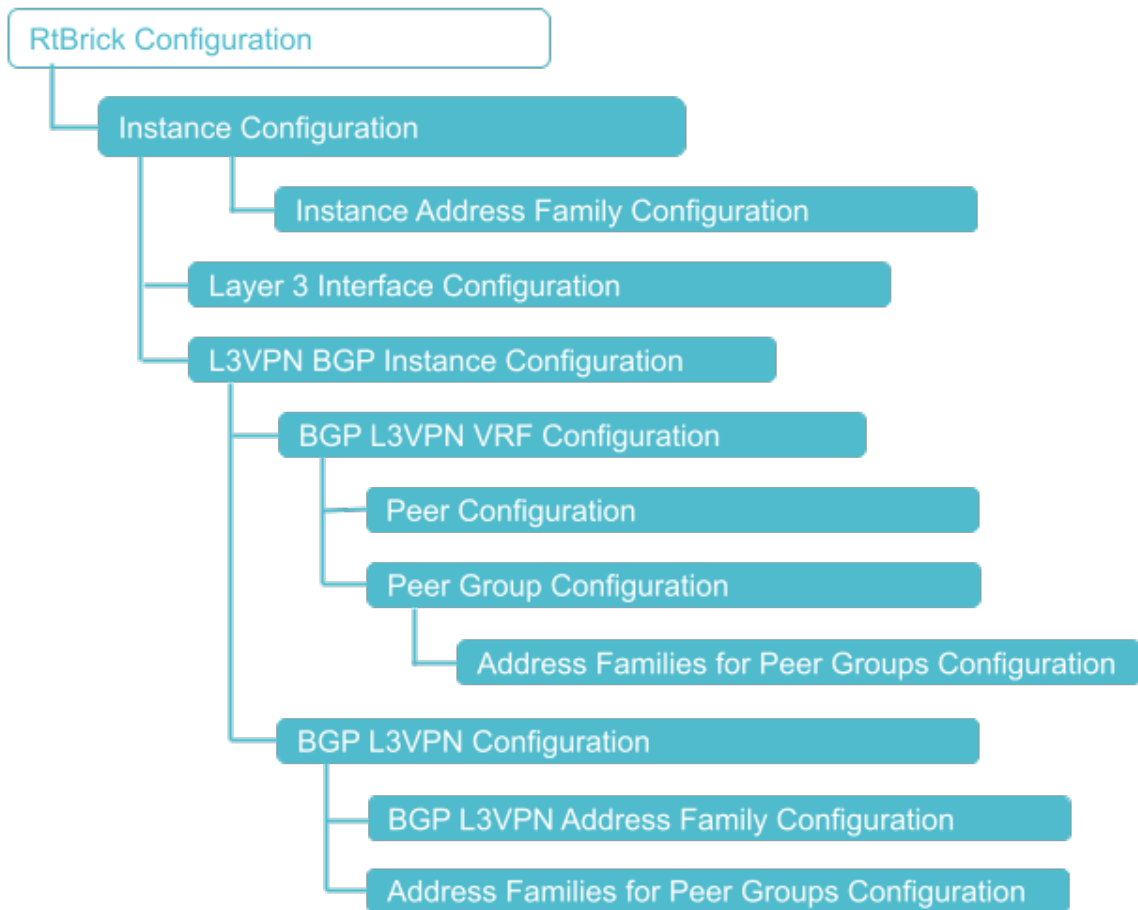 RtBrick Configuration
Instance Configuration
Instance Address Family Configuration
Layer 3 Interface Configuration
L3VPN BGP Instance Configuration
BGP L3VPN VRF Configuration
Peer Configuration
Peer Group Configuration
Address Families for Peer Groups Configuration
BGP L3VPN Configuration
BGP L3VPN Address Family Configuration
Address Families for Peer Groups Configuration